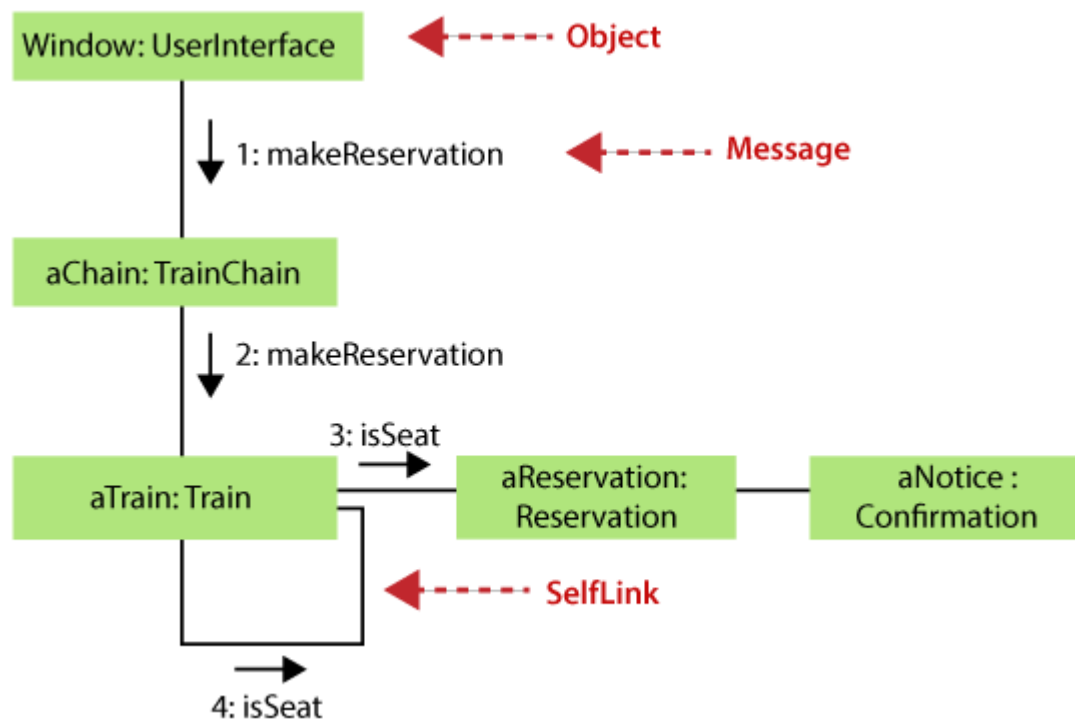 Window: UserInterface
Object
1: makeReservation
Message
aChain: TrainChain
2: makeReservation
3: isSeat
aTrain: Train
aReservation:
Reservation
aNotice :
Confirmation
SelfLink
4: isSeat